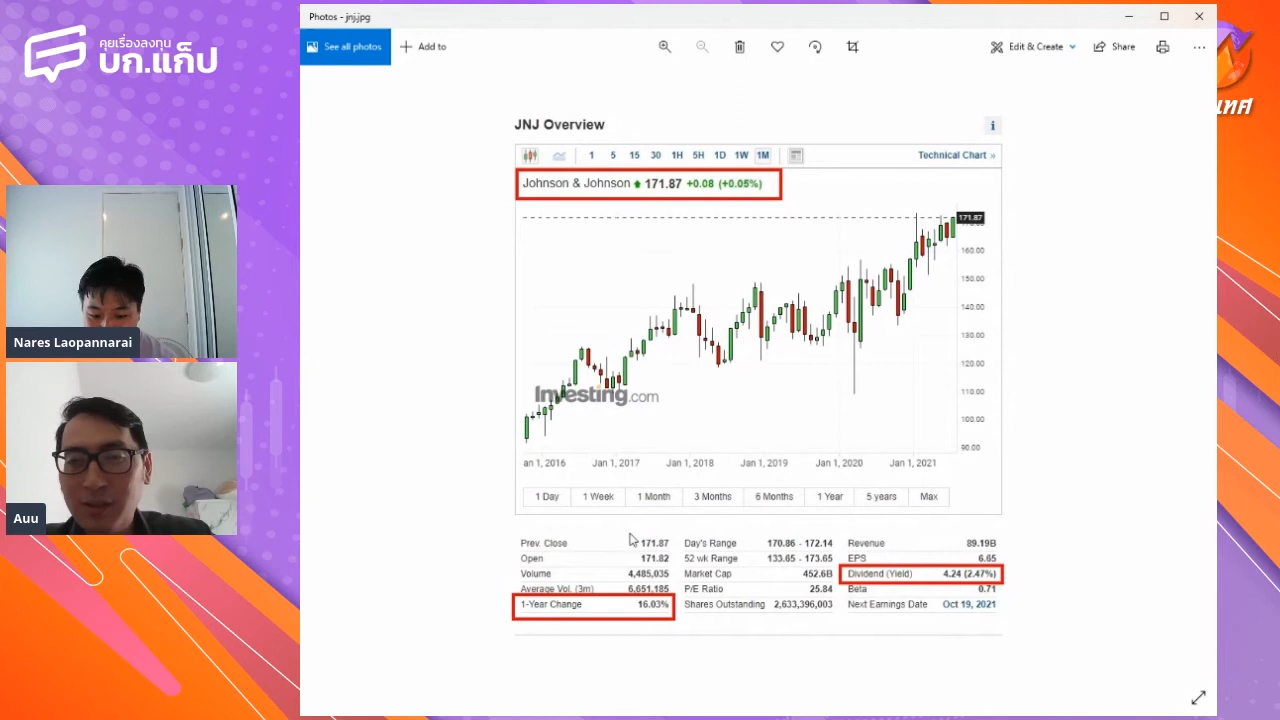 คุยเรื่องลงทุน
บก.แก็ป
Photos - jnj.jpg
See all photos
Add to
Edit & Create
Share
เทศ
JNJ Overview
1 5 15 30 1H 5H 1D 1W 1M
Technical Chart »
Johnson & Johnson 171.87 +0.08 (+0.05%)
171.87
160.00
150.00
140.00
130.00
120.00
110.00
100.00
90.00
Investing.com
an 1, 2016 Jan 1, 2017 Jan 1, 2018 Jan 1, 2019 Jan 1, 2020 Jan 1, 2021
1 Day 1 Week 1 Month 3 Months 6 Months 1 Year 5 years Max
Prev. Close 171.87 Day's Range 170.86 - 172.14 Revenue 89.19B
Open 171.82 52 wk Range 133.65 - 173.65 EPS 6.65
Volume 4,485,035 Market Cap 452.6B Dividend (Yield) 4.24 (2.47%)
Average Vol. (3m) 6,651,185 P/E Ratio 25.84 Beta 0.71
1-Year Change 16.03% Shares Outstanding 2,633,396,003 Next Earnings Date Oct 19, 2021
Nares Laopannarai
Auu